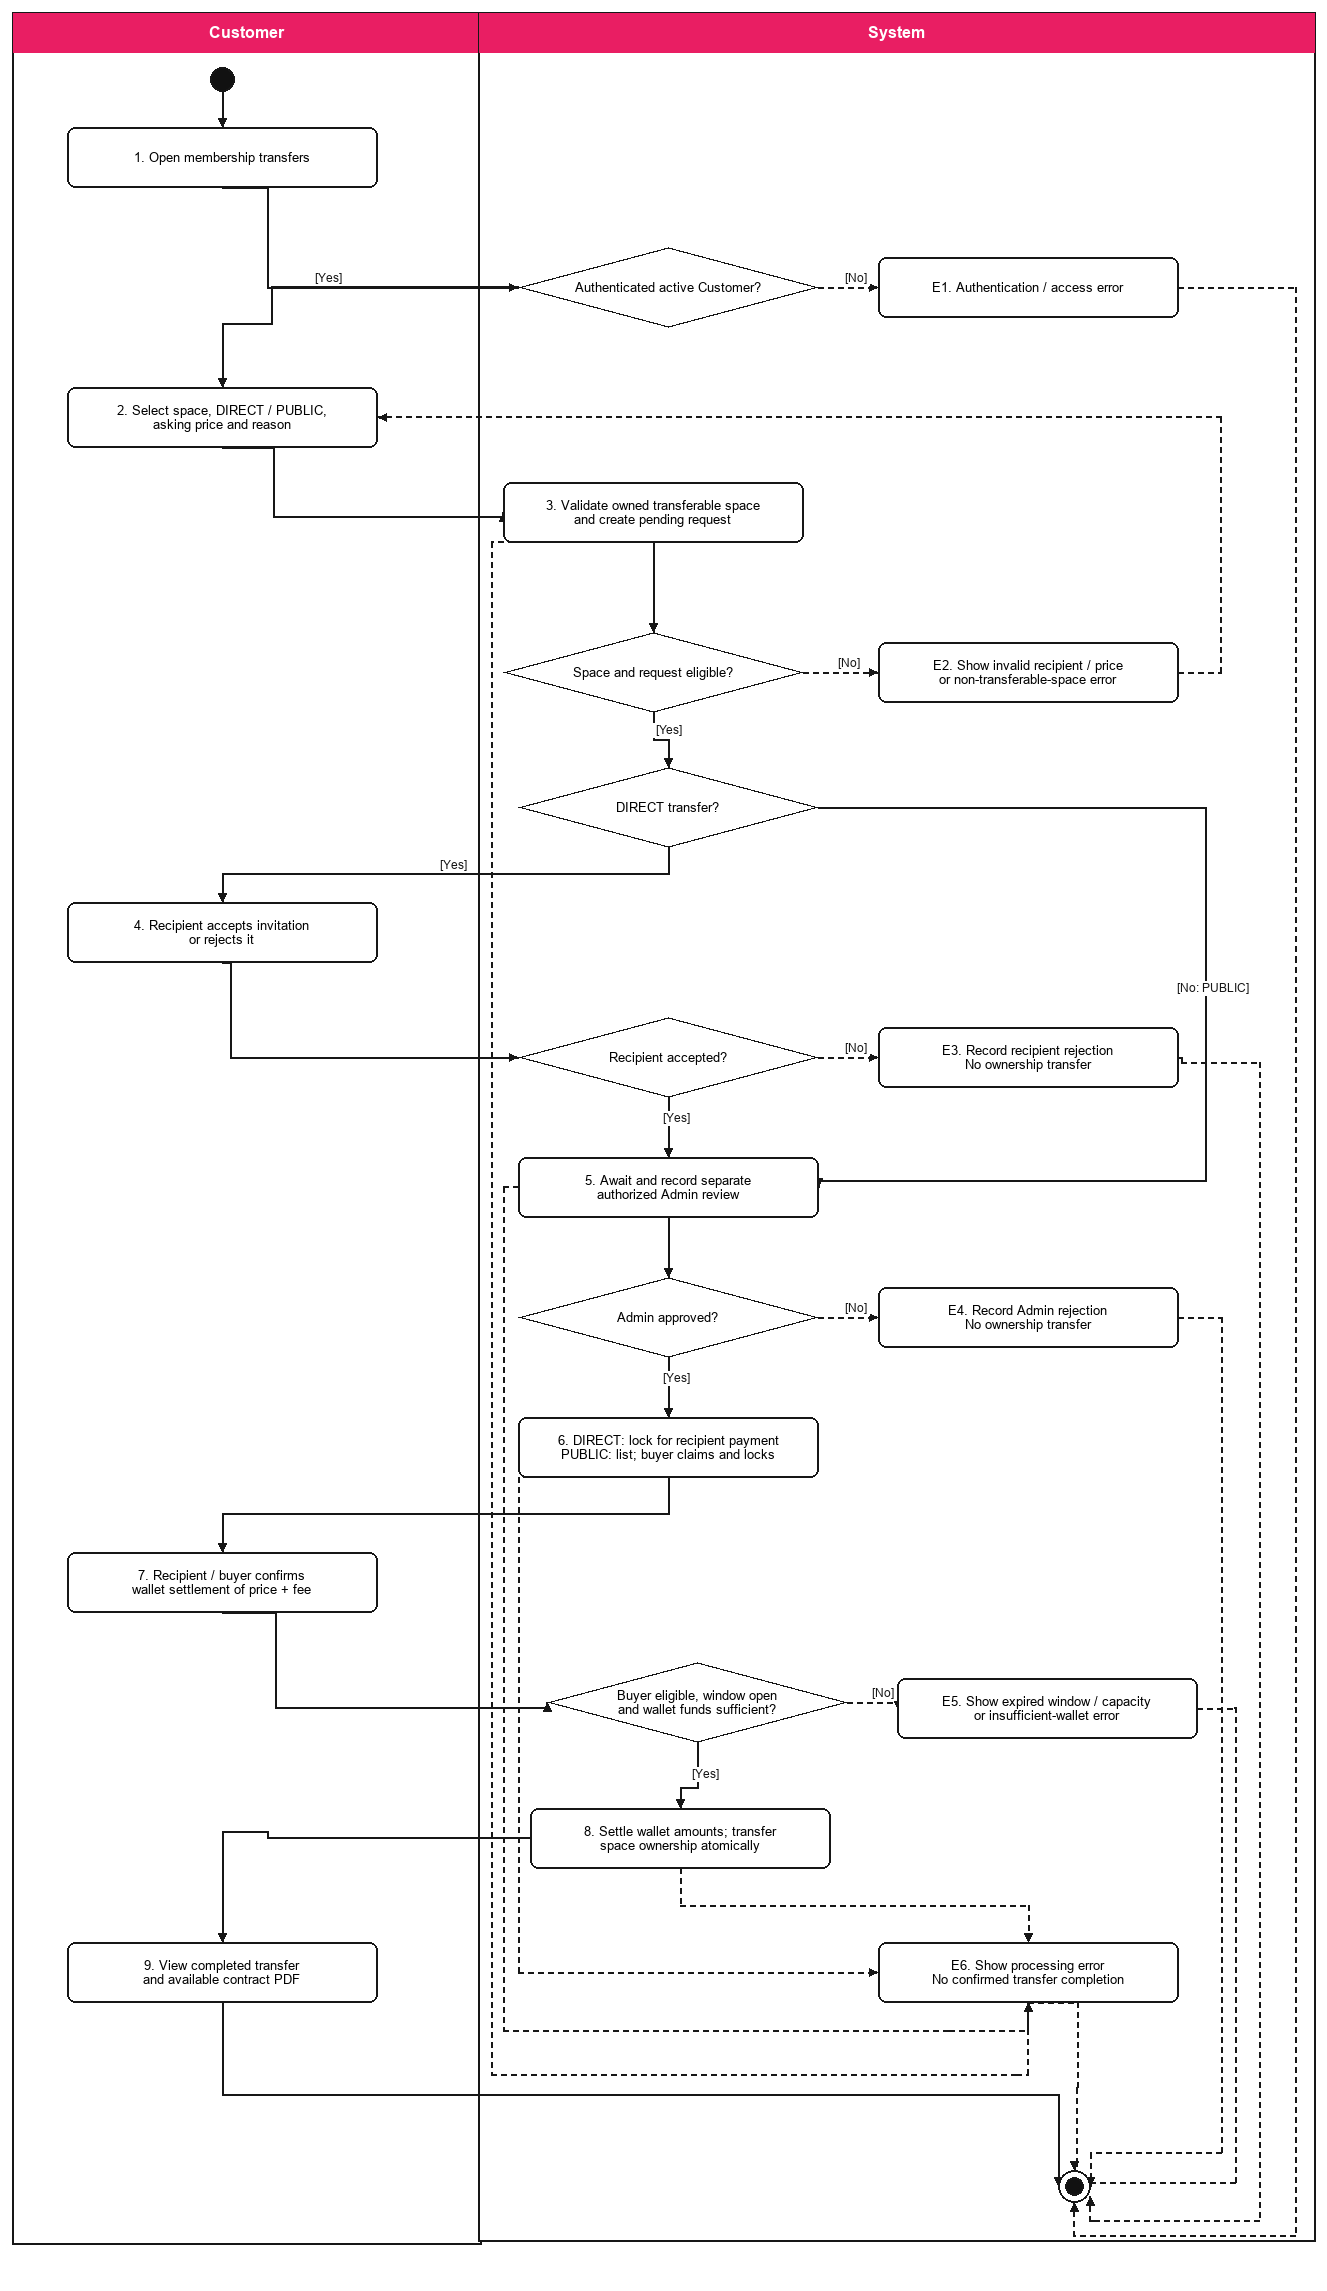 Customer
System
1. Open membership transfers
[Yes]
Authenticated active Customer?
[No]
E1. Authentication / access error
2. Select space, DIRECT / PUBLIC,
asking price and reason
3. Validate owned transferable space
and create pending request
Space and request eligible?
[No]
E2. Show invalid recipient / price
or non-transferable-space error
[Yes]
DIRECT transfer?
[Yes]
4. Recipient accepts invitation
or rejects it
[No: PUBLIC]
Recipient accepted?
[No]
E3. Record recipient rejection
No ownership transfer
[Yes]
5. Await and record separate
authorized Admin review
Admin approved?
[No]
E4. Record Admin rejection
No ownership transfer
[Yes]
6. DIRECT: lock for recipient payment
PUBLIC: list; buyer claims and locks
7. Recipient / buyer confirms
wallet settlement of price + fee
Buyer eligible, window open
and wallet funds sufficient?
[No]
E5. Show expired window / capacity
or insufficient-wallet error
[Yes]
8. Settle wallet amounts; transfer
space ownership atomically
9. View completed transfer
and available contract PDF
E6. Show processing error
No confirmed transfer completion